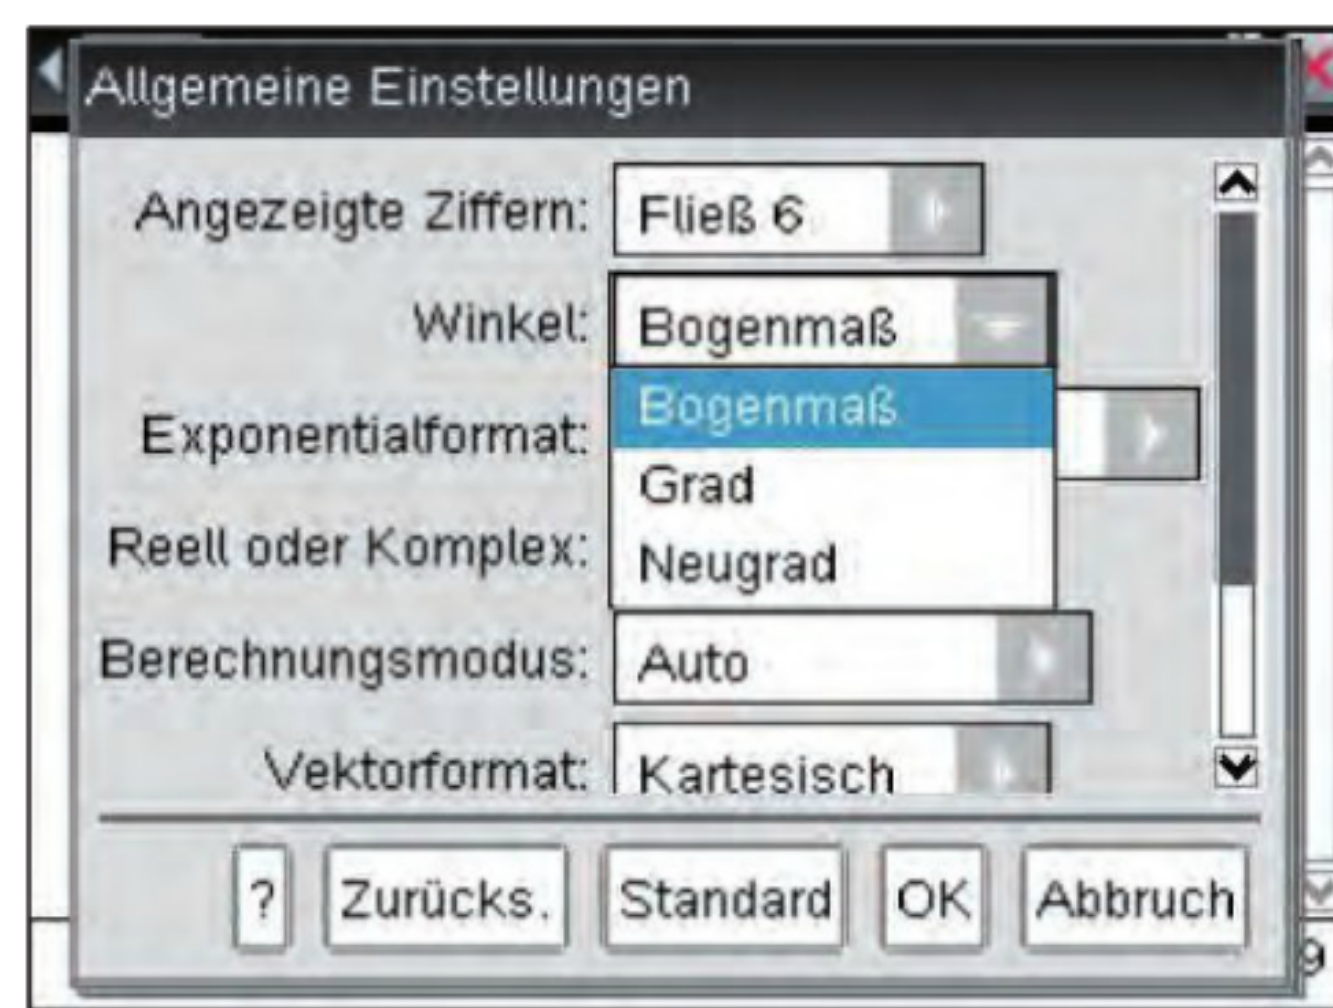 Allgemeine Einstellungen
Angezeigte Ziffern: Fließ 6
Winkel: Bogenmaß
Bogenmaß
Grad
Neugrad
Exponentialformat:
Reell oder Komplex:
Berechnungsmodus: Auto
Vektorformat: Kartesisch
? Zurücks. Standard OK Abbruch
9